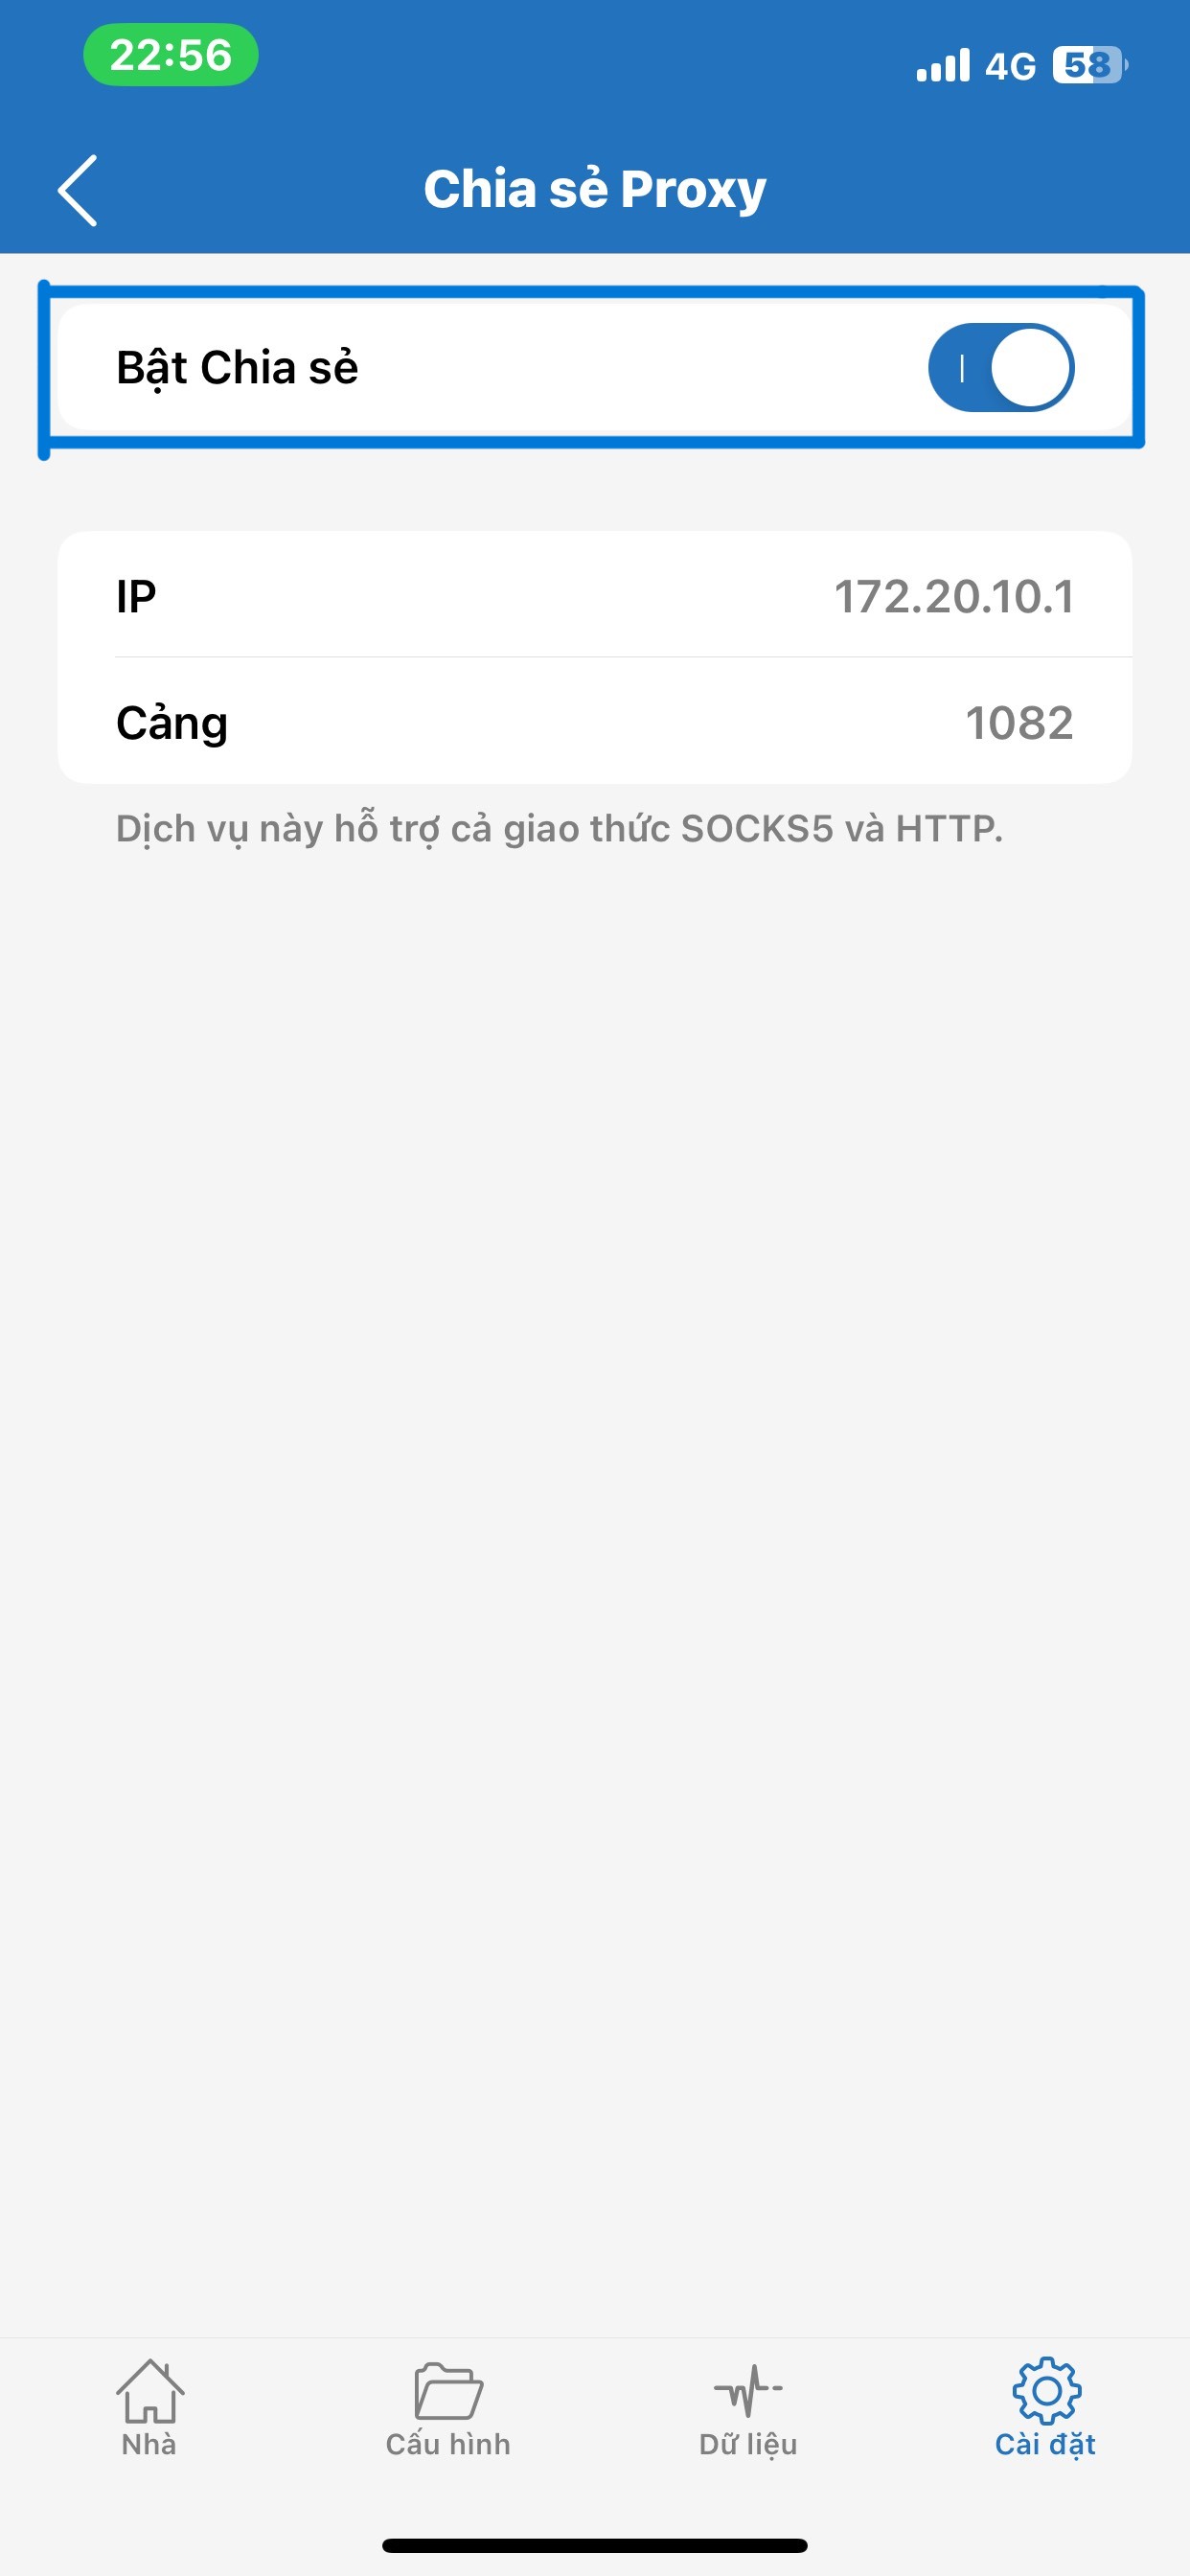 22:56
4G 58
Chia sẻ Proxy
Bật Chia sẻ
IP 172.20.10.1
Cảng 1082
Dịch vụ này hỗ trợ cả giao thức SOCKS5 và HTTP.
Nhà Cấu hình Dữ liệu Cài đặt